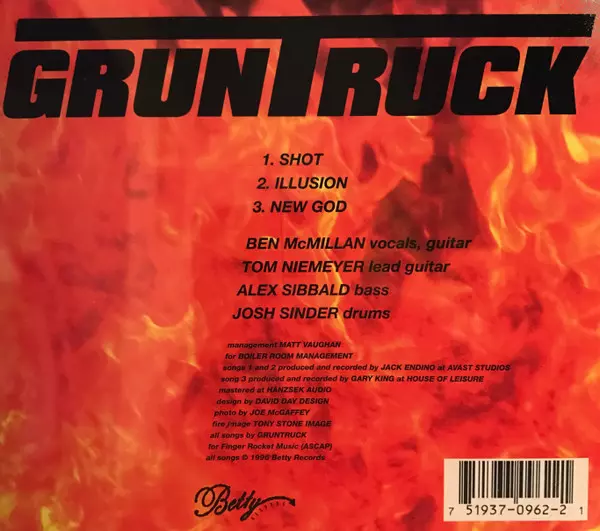 GRUNTRUCK
1. SHOT
2. ILLUSION
3. NEW GOD
BEN McMILLAN vocals, guitar
TOM NIEMEYER lead guitar
ALEX SIBBALD bass
JOSH SINDER drums
management MATT VAUGHAN
for BOILER ROOM MANAGEMENT
songs 1 and 2 produced and recorded by JACK ENDINO at AVAST STUDIOS
song 3 produced and recorded by GARY KING at HOUSE OF LEISURE
mastered at HANZSEK AUDIO
design by DAVID DAY DESIGN
photo by JOE McGAFFEY
fire image TONY STONE IMAGE
all songs by GRUNTRUCK
for Finger Rocket Music (ASCAP)
all songs © 1996 Betty Records
Betty
RECORDS
7 51937-0962-2 1